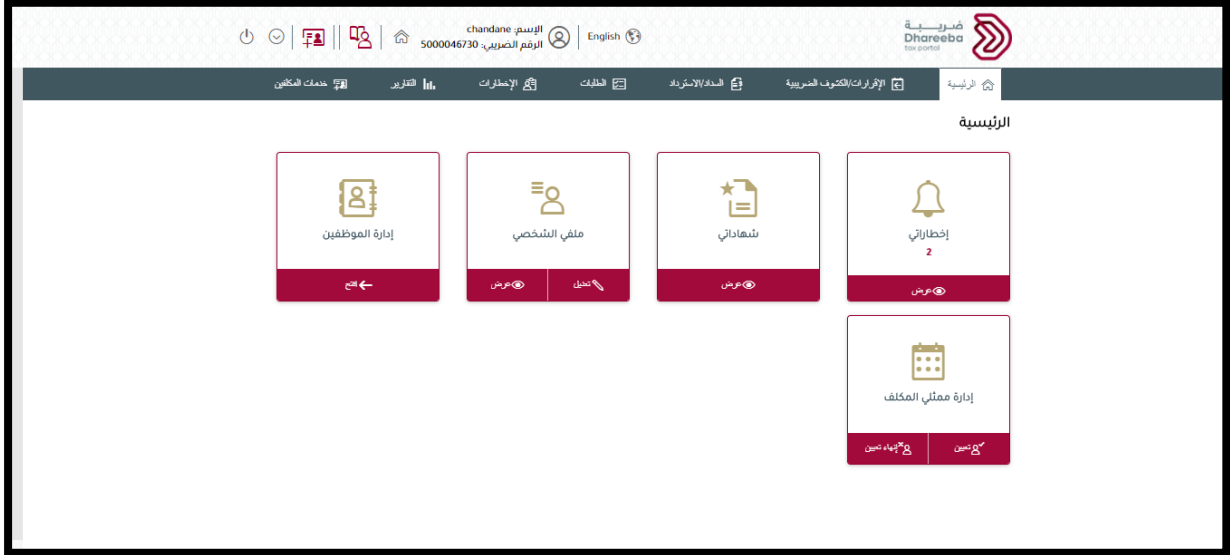 ضريبـــــة
Dhareeba
tax portal
English
الإسم: chandane
الرقم الضريبي: 5000046730
الرئيسية
الإقرارات/الكشوف الضريبية
السداد/الاسترداد
الطلبات
الإخطارات
التقارير
خدمات المكلفين
الرئيسية
إخطاراتي
2
عرض
شهاداتي
عرض
ملفي الشخصي
تعديل
عرض
إدارة الموظفين
افتح
إدارة ممثلي المكلف
تعيين
إنهاء تعيين